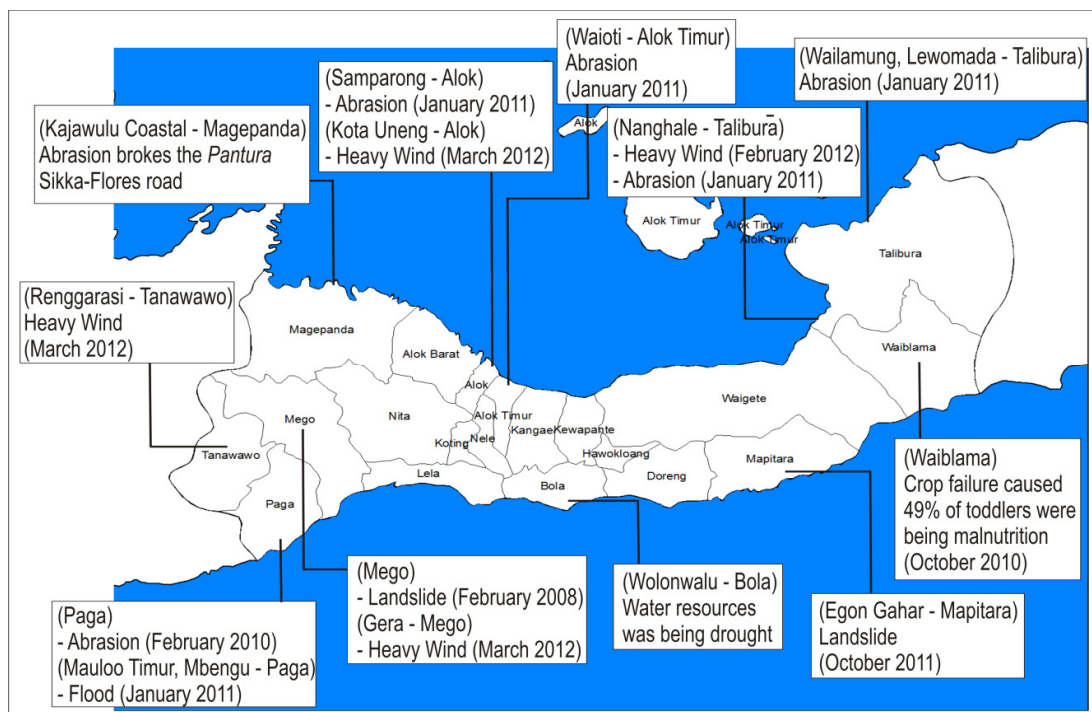 (Waioti - Alok Timur)
Abrasion
(January 2011)
(Wailamung, Lewomada - Talibura)
Abrasion (January 2011)
(Samparong - Alok)
- Abrasion (January 2011)
(Kota Uneng - Alok)
- Heavy Wind (March 2012)
(Kajawulu Coastal - Magepanda)
Abrasion brokes the Pantura
Sikka-Flores road
(Nanghale - Talibura)
- Heavy Wind (February 2012)
- Abrasion (January 2011)
Alok
Alok Timur
Alok Timur
Alok Timur
Talibura
(Renggarasi - Tanawawo)
Heavy Wind
(March 2012)
Magepanda
Alok Barat
Waiblama
Alok
Waigete
Mego
Nita
Alok Timur
Kangae
Kewapante
Koting
Nele
Tanawawo
Hawokloang
Mapitara
Lela
Bola
Doreng
Paga
(Waiblama)
Crop failure caused
49% of toddlers were
being malnutrition
(October 2010)
(Mego)
- Landslide (February 2008)
(Gera - Mego)
- Heavy Wind (March 2012)
(Wolonwalu - Bola)
Water resources
was being drought
(Egon Gahar - Mapitara)
Landslide
(October 2011)
(Paga)
- Abrasion (February 2010)
(Mauloo Timur, Mbengu - Paga)
- Flood (January 2011)